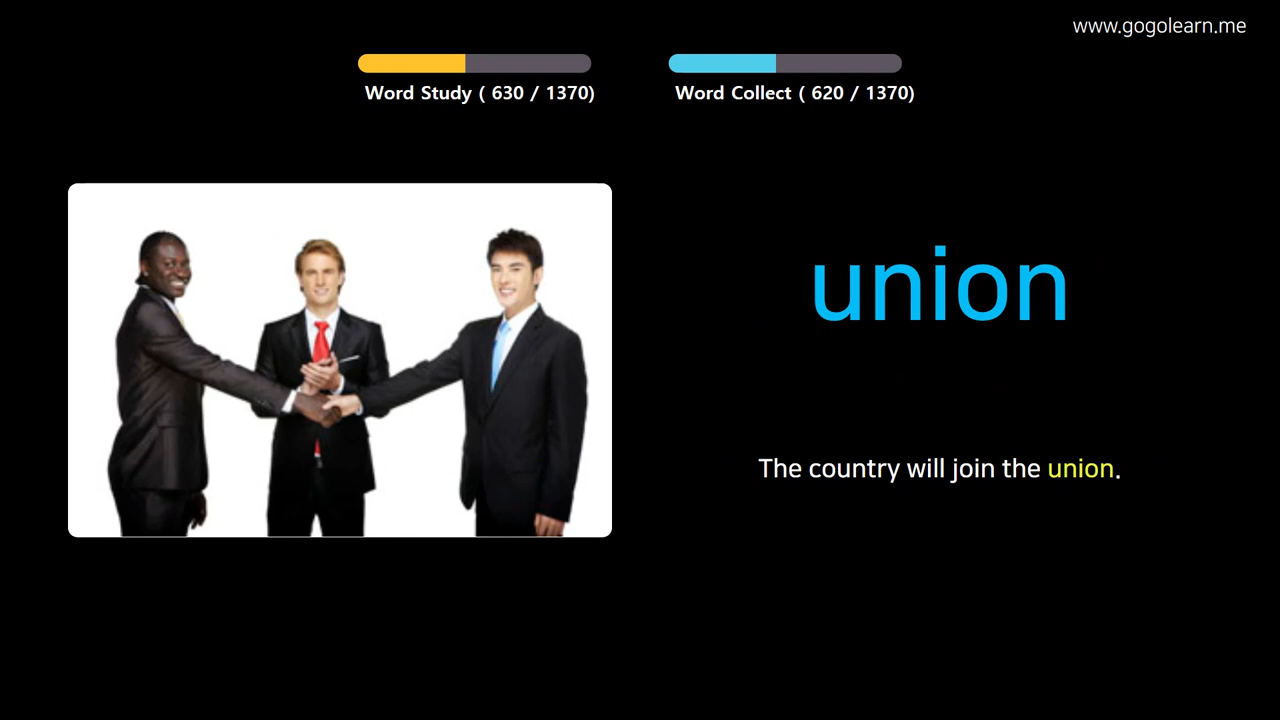 www.gogolearn.me
Word Study ( 630 / 1370)
Word Collect ( 620 / 1370)
union
The country will join the union.